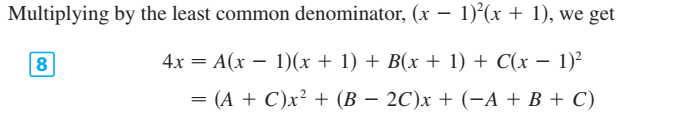 Multiplying by the least common denominator, (x − 1)²(x + 1), we get
8 4x = A(x − 1)(x + 1) + B(x + 1) + C(x − 1)²
= (A + C)x² + (B − 2C)x + (−A + B + C)